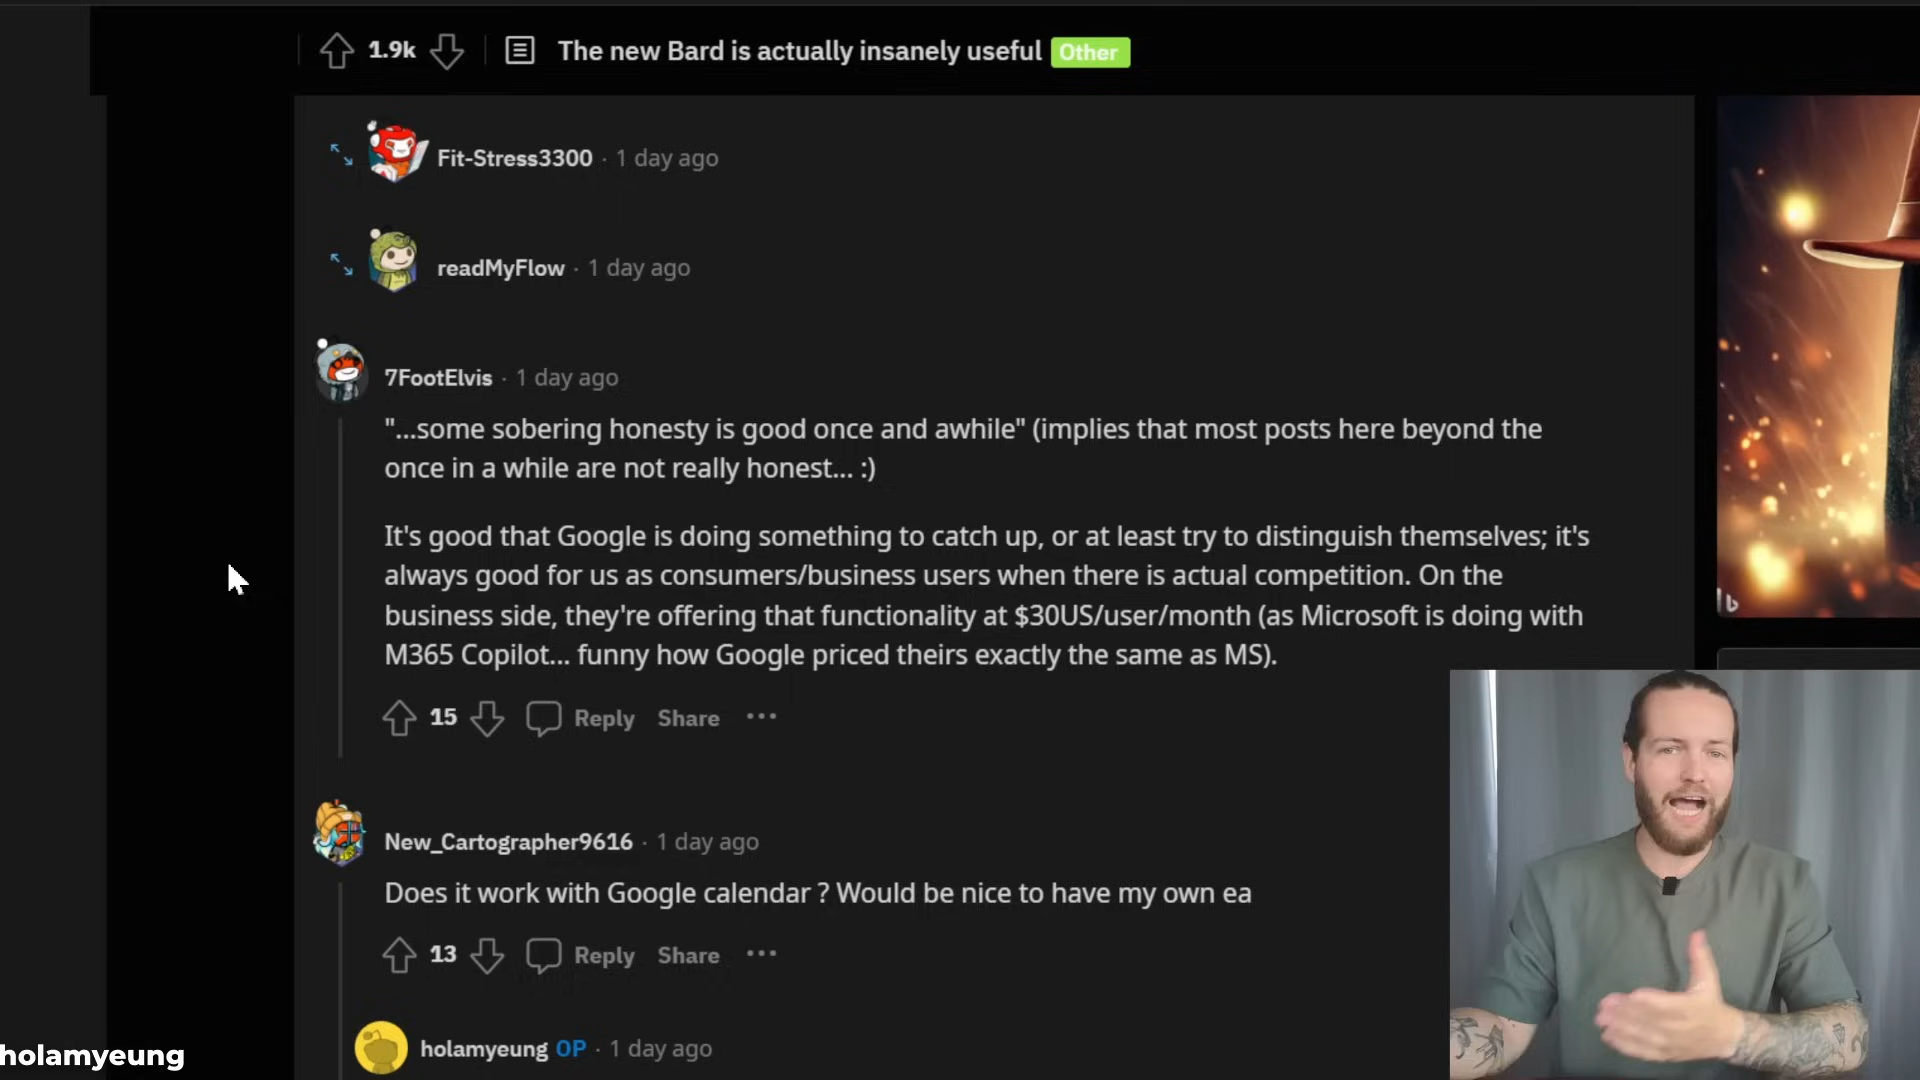 1.9k The new Bard is actually insanely useful Other
Fit-Stress3300 · 1 day ago
readMyFlow · 1 day ago
7FootElvis · 1 day ago
"...some sobering honesty is good once and awhile" (implies that most posts here beyond the
once in a while are not really honest... :)
It's good that Google is doing something to catch up, or at least try to distinguish themselves; it's
always good for us as consumers/business users when there is actual competition. On the
business side, they're offering that functionality at $30US/user/month (as Microsoft is doing with
M365 Copilot... funny how Google priced theirs exactly the same as MS).
15 Reply Share ···
New_Cartographer9616 · 1 day ago
Does it work with Google calendar ? Would be nice to have my own ea
13 Reply Share ···
holamyeung OP · 1 day ago
holamyeung